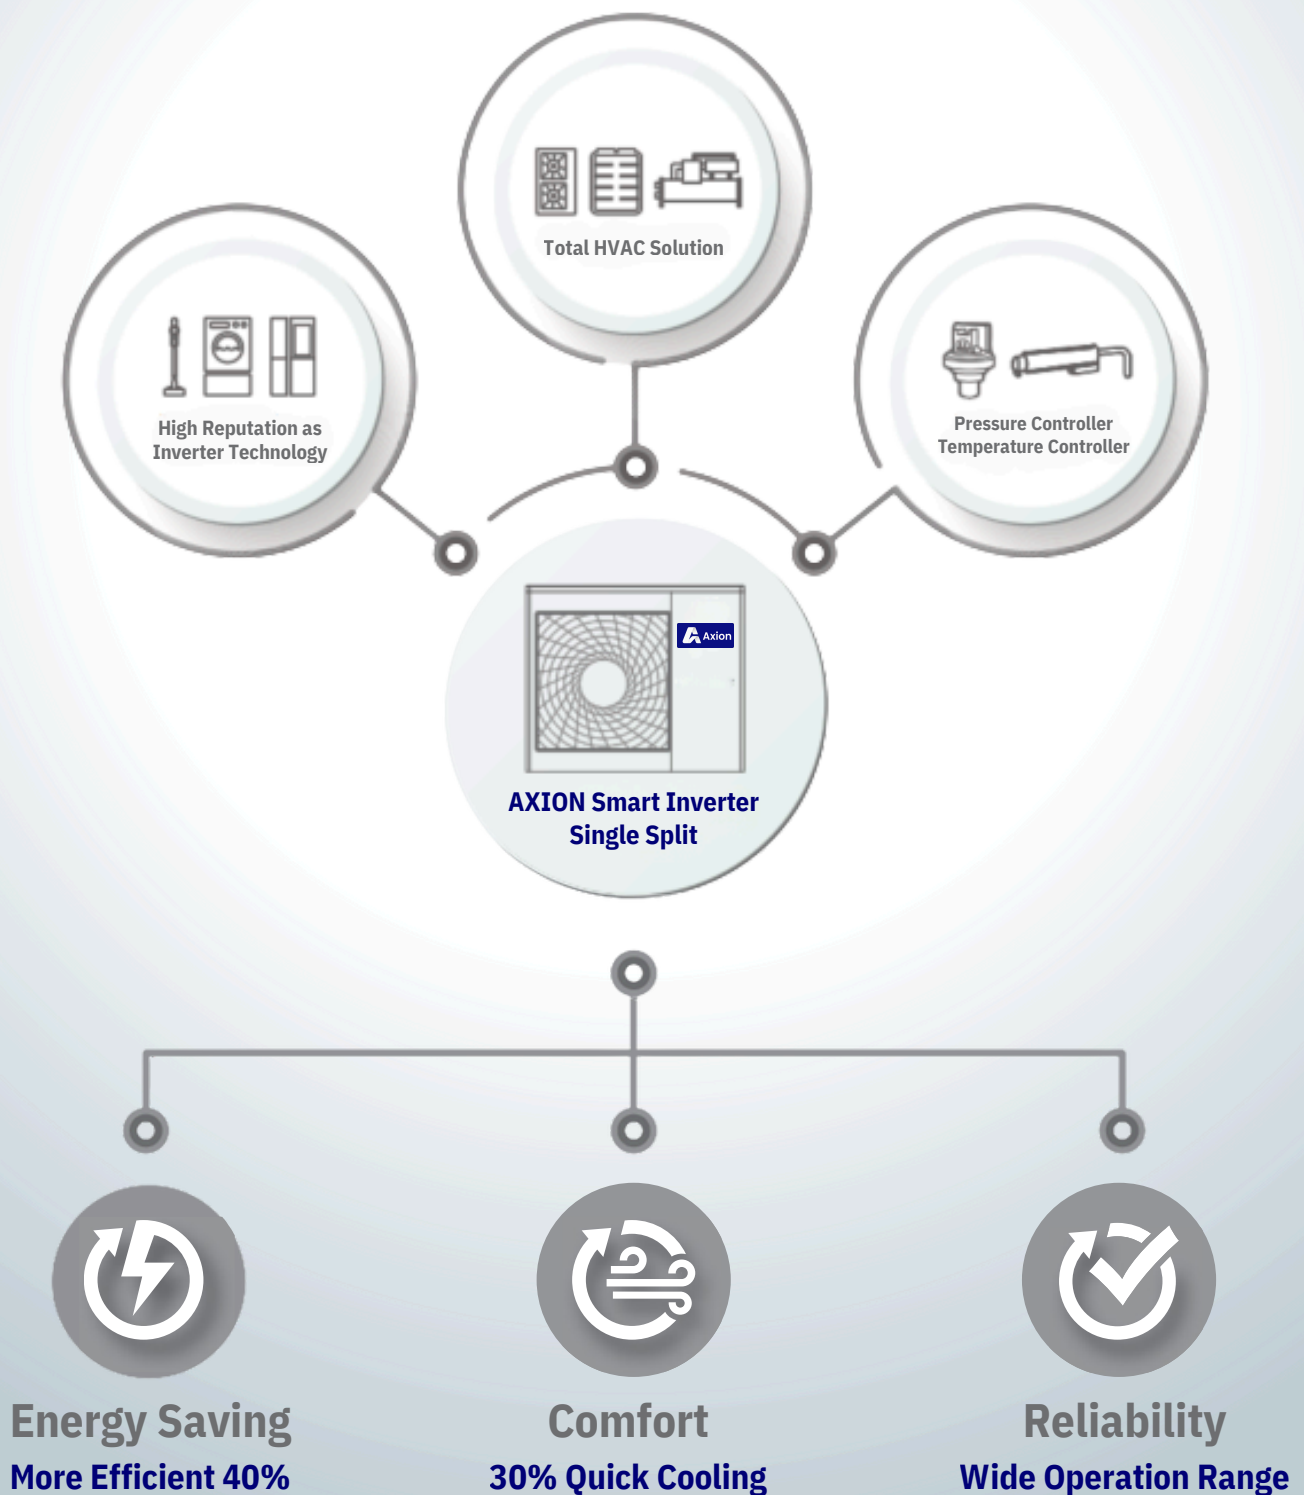 Total HVAC Solution
High Reputation as
Inverter Technology
Pressure Controller
Temperature Controller
Axion
AXION Smart Inverter
Single Split
Energy Saving
More Efficient 40%
Comfort
30% Quick Cooling
Reliability
Wide Operation Range